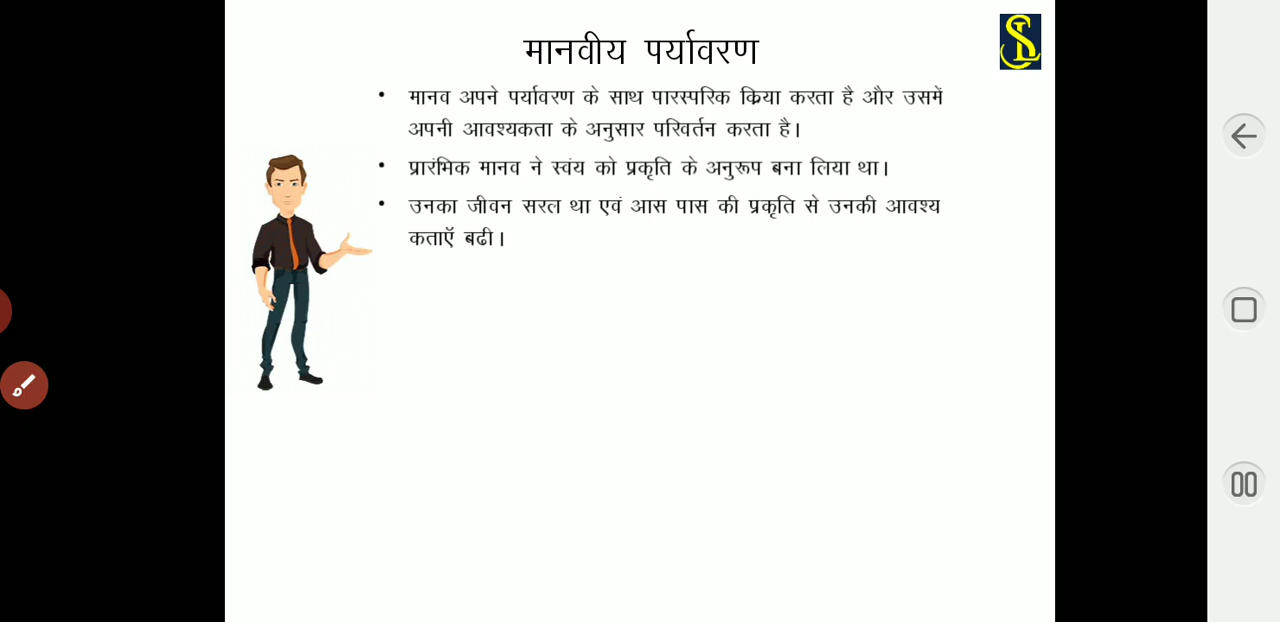 मानवीय पर्यावरण
• मानव अपने पर्यावरण के साथ पारस्परिक क्रिया करता है और उसमें
अपनी आवश्यकता के अनुसार परिवर्तन करता है।
• प्रारंभिक मानव ने स्वंय को प्रकृति के अनुरूप बना लिया था।
• उनका जीवन सरल था एवं आस पास की प्रकृति से उनकी आवश्य
कताएॅ बढी।
SL